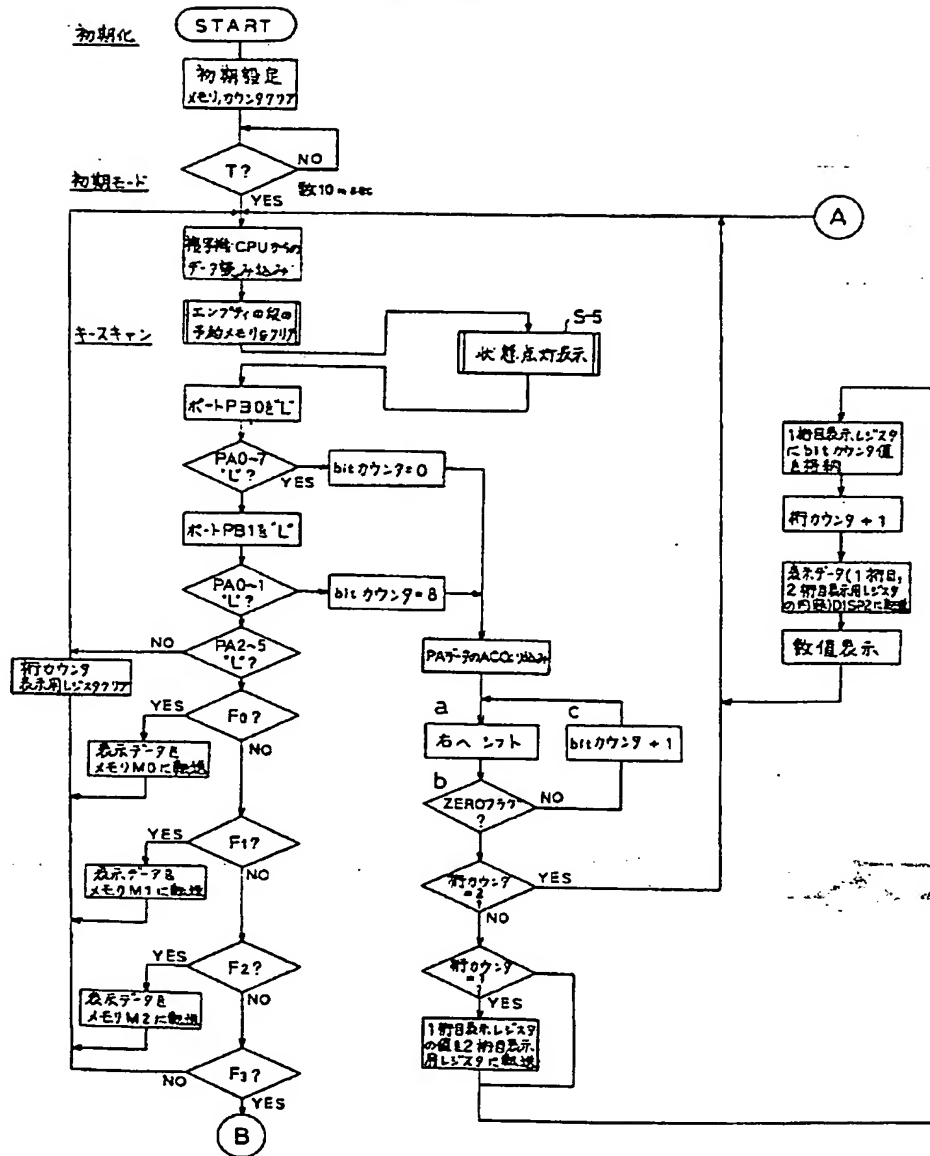 初期化
START
初期設定
メモリ,カウンタクリア
T?
NO
数10msec
初期モード
YES
A
複写機CPUからの
データ読み込み
エンプティの段の
予約メモリをクリア
キースキャン
S-5
状態点灯表示
ポートPB0を"L"
PA0~7
"L"?
YES
bitカウンタ=0
ポートPB1を"L"
PA0~1
"L"?
bitカウンタ=8
NO
PA2~5
"L"?
桁カウンタ
表示用レジスタクリア
YES
F0?
NO
表示データを
メモリM0に転送
YES
F1?
NO
表示データを
メモリM1に転送
YES
F2?
NO
表示データを
メモリM2に転送
NO
F3?
YES
B
PAデータのACCとり込み
a
右へシフト
c
bitカウンタ+1
b
ZEROフラグ
?
NO
桁カウンタ
=2
?
YES
NO
桁カウンタ
=1
?
YES
1桁目表示レジスタ
の値を2桁目表示
用レジスタに転送
1桁目表示レジスタ
にbitカウンタ値
を格納
桁カウンタ+1
表示データ(1桁目,
2桁目表示用レジスタ
の内容)DISP2に転送
数値表示